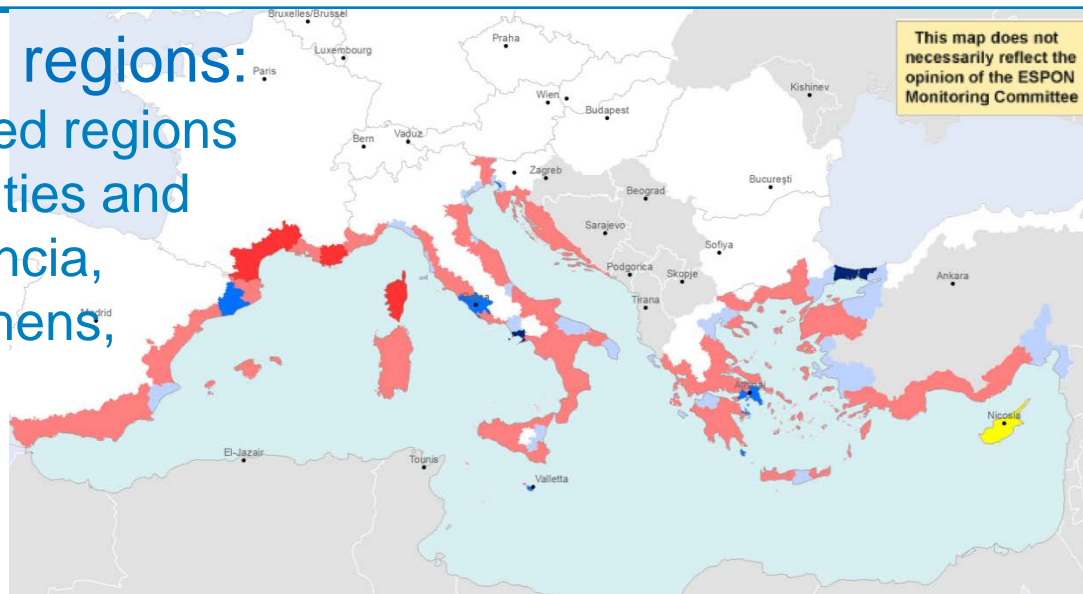 regions:
ed regions
ties and
ncia,
hens,
This map does not
necessarily reflect the
opinion of the ESPON
Monitoring Committee
Bruxelles/Brussel
Luxembourg
Paris
Praha
Wien
Budapest
Kishinev
Bern
Vaduz
Zagreb
Beograd
București
Sarajevo
Sofiya
Podgorica
Skopje
Tirana
Ankara
Madrid
Roma
Athinai
Nicosia
El-Jazair
Tounis
Valletta